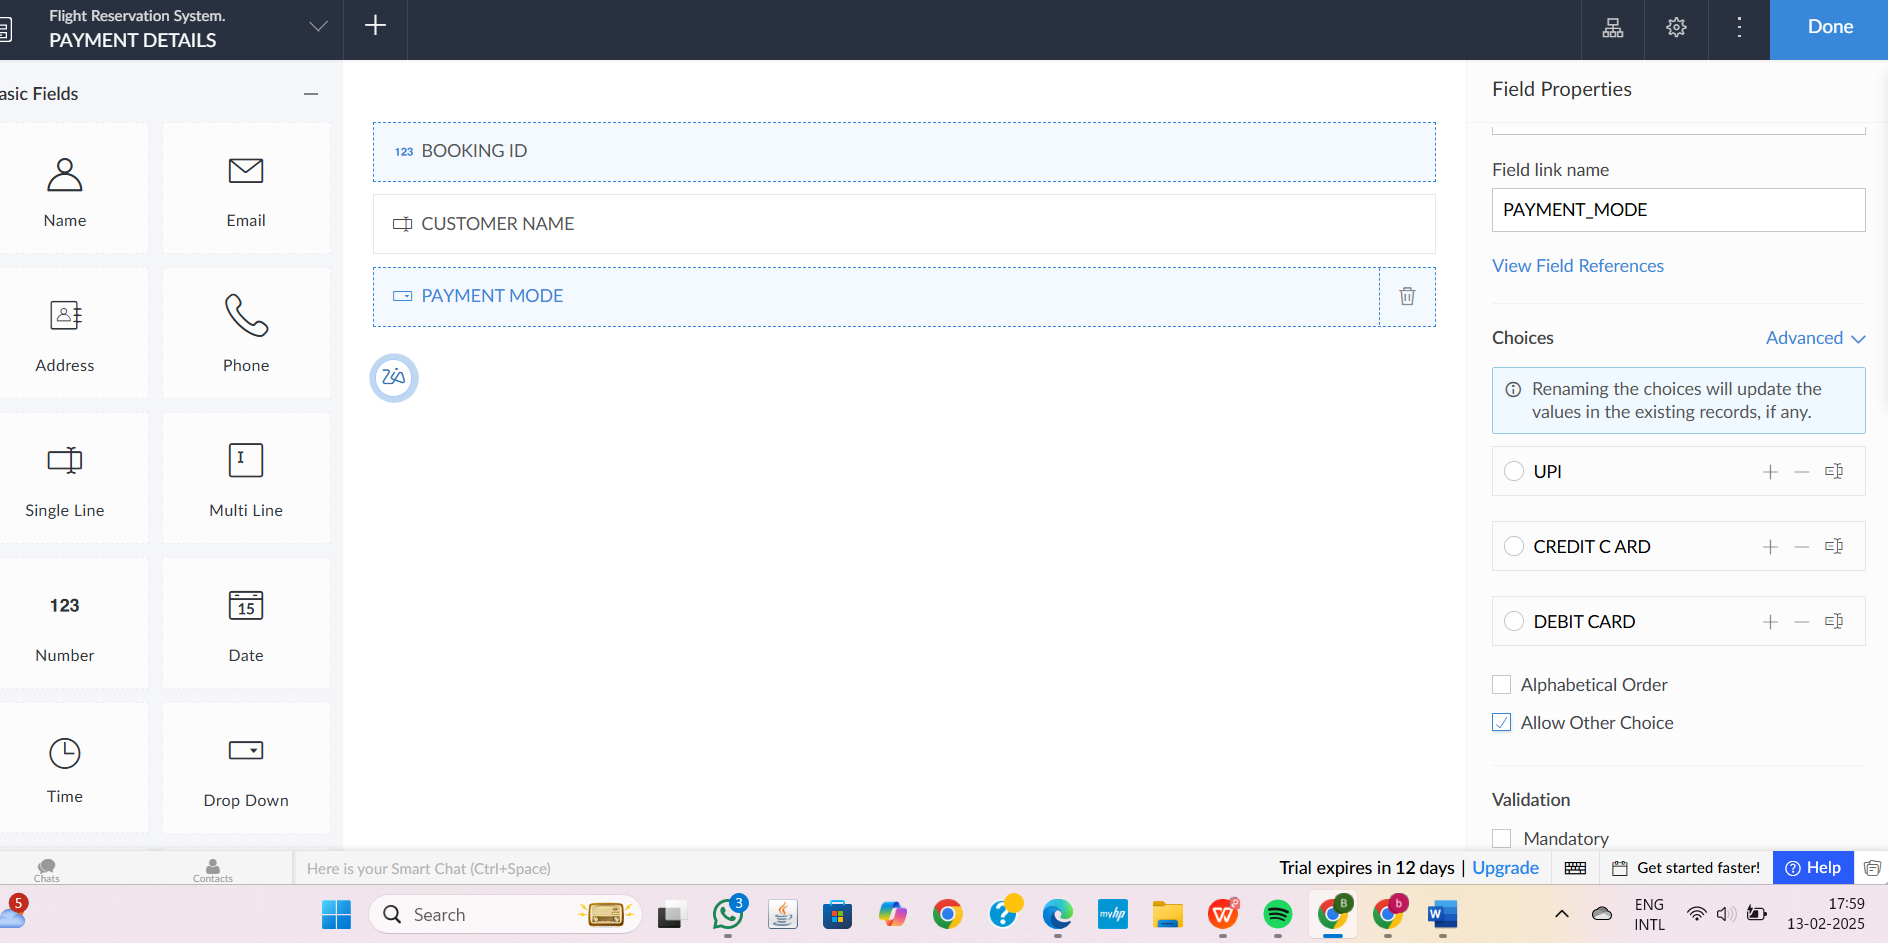 Flight Reservation System.
PAYMENT DETAILS
Done
asic Fields
Name
Email
Address
Phone
Single Line
I
Multi Line
123
Number
15
Date
Time
Drop Down
123 BOOKING ID
CUSTOMER NAME
PAYMENT MODE
Field Properties
Field link name
PAYMENT_MODE
View Field References
Choices
Advanced
Renaming the choices will update the
values in the existing records, if any.
UPI
CREDIT C ARD
DEBIT CARD
Alphabetical Order
Allow Other Choice
Validation
Mandatory
Chats
Contacts
Here is your Smart Chat (Ctrl+Space)
Trial expires in 12 days | Upgrade
Get started faster!
Help
5
Search
3
myhp
W
B
b
W
ENG
INTL
17:59
13-02-2025